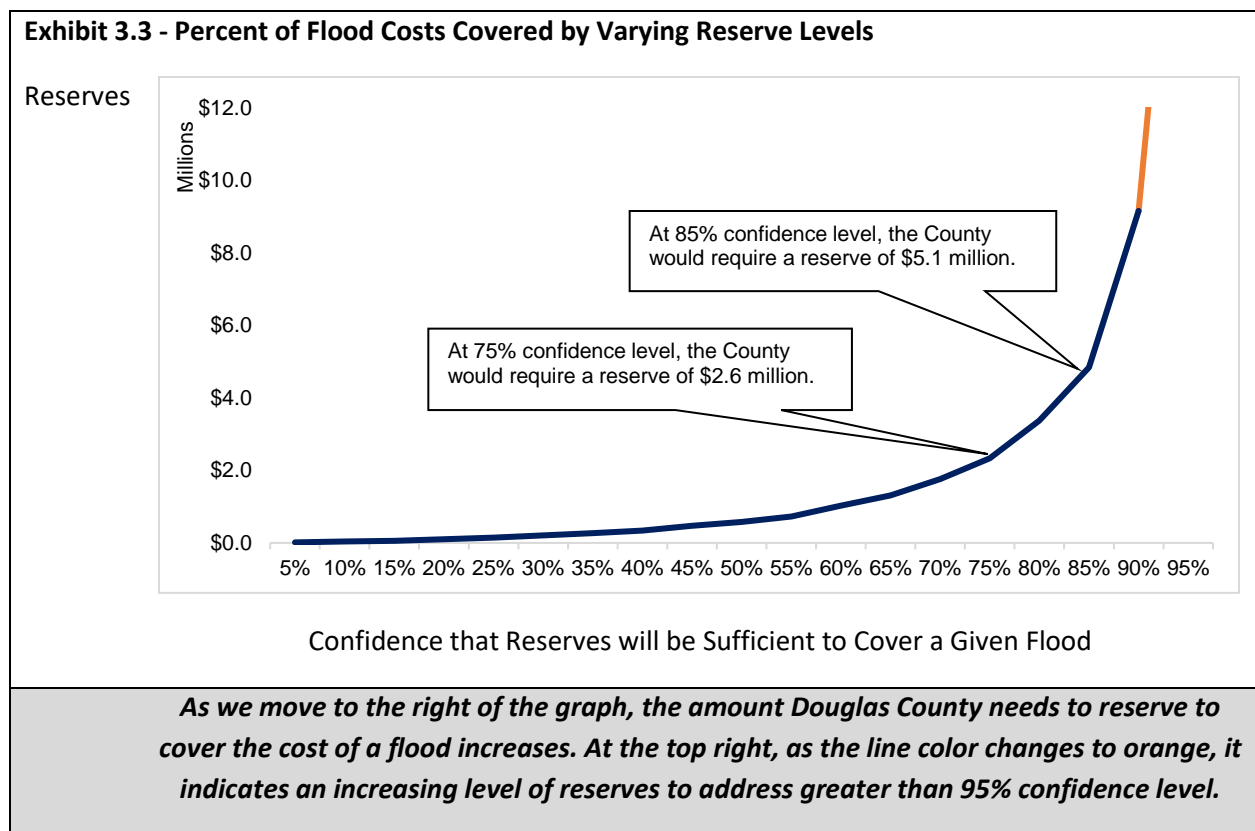 Exhibit 3.3 - Percent of Flood Costs Covered by Varying Reserve Levels
Reserves
Millions
$12.0
$10.0
$8.0
$6.0
$4.0
$2.0
$0.0
At 85% confidence level, the County
would require a reserve of $5.1 million.
At 75% confidence level, the County
would require a reserve of $2.6 million.
5% 10% 15% 20% 25% 30% 35% 40% 45% 50% 55% 60% 65% 70% 75% 80% 85% 90% 95%
Confidence that Reserves will be Sufficient to Cover a Given Flood
As we move to the right of the graph, the amount Douglas County needs to reserve to
cover the cost of a flood increases. At the top right, as the line color changes to orange, it
indicates an increasing level of reserves to address greater than 95% confidence level.